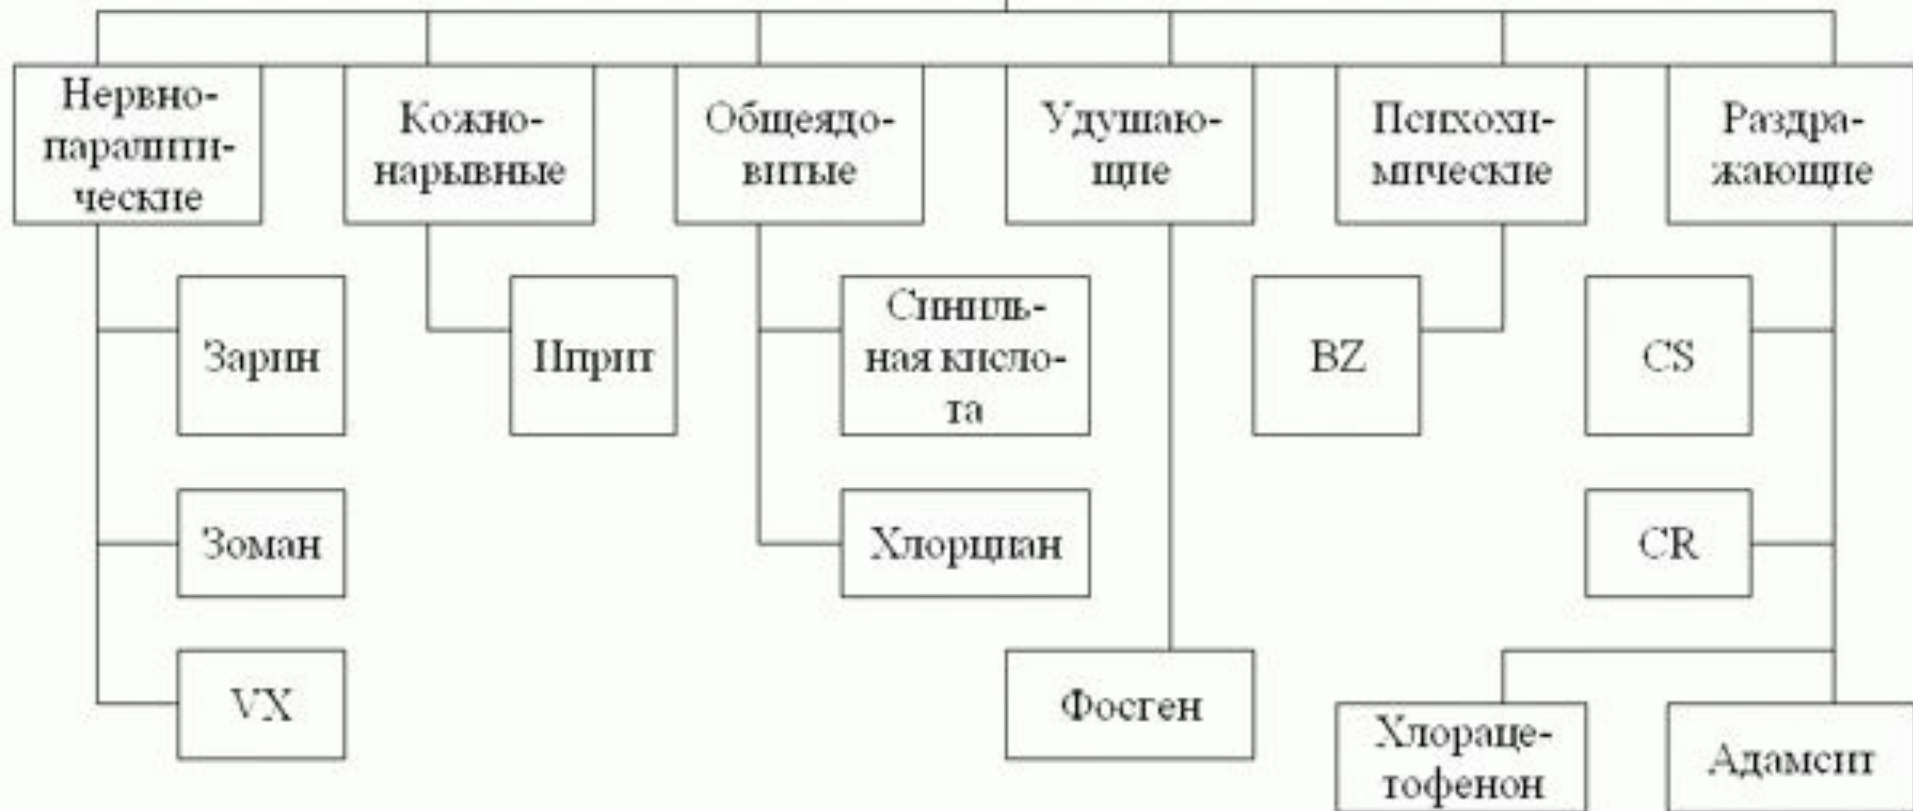 Нервно-
паралити-
ческие
Кожно-
нарывные
Общеядо-
витые
Удушаю-
щие
Психохи-
мические
Раздра-
жающие
Зарин
Иприт
Синиль-
ная кисло-
та
BZ
CS
Зоман
Хлорциан
CR
VX
Фосген
Хлораце-
тофенон
Адамсит